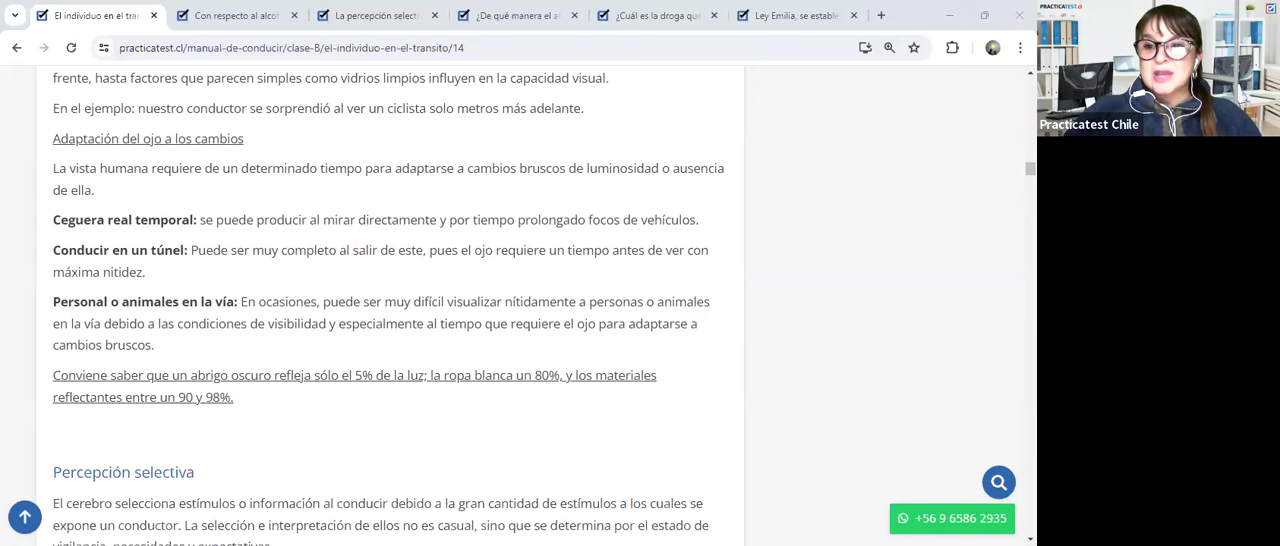 El individuo en el trán
Con respecto al alcol
La percepción selecti
¿De qué manera el a
¿Cuál es la droga qu
Ley Emilia, se estable
practicatest.cl/manual-de-conducir/clase-B/el-individuo-en-el-transito/14
PRACTICATEST.cl
Practicatest Chile
frente, hasta factores que parecen simples como vidrios limpios influyen en la capacidad visual.
En el ejemplo: nuestro conductor se sorprendió al ver un ciclista solo metros más adelante.
Adaptación del ojo a los cambios
La vista humana requiere de un determinado tiempo para adaptarse a cambios bruscos de luminosidad o ausencia
de ella.
Ceguera real temporal: se puede producir al mirar directamente y por tiempo prolongado focos de vehículos.
Conducir en un túnel: Puede ser muy completo al salir de este, pues el ojo requiere un tiempo antes de ver con
máxima nitidez.
Personal o animales en la vía: En ocasiones, puede ser muy difícil visualizar nítidamente a personas o animales
en la vía debido a las condiciones de visibilidad y especialmente al tiempo que requiere el ojo para adaptarse a
cambios bruscos.
Conviene saber que un abrigo oscuro refleja sólo el 5% de la luz; la ropa blanca un 80%, y los materiales
reflectantes entre un 90 y 98%.
Percepción selectiva
El cerebro selecciona estímulos o información al conducir debido a la gran cantidad de estímulos a los cuales se
expone un conductor. La selección e interpretación de ellos no es casual, sino que se determina por el estado de
vigilancia, necesidades y expectativas.
+56 9 6586 2935